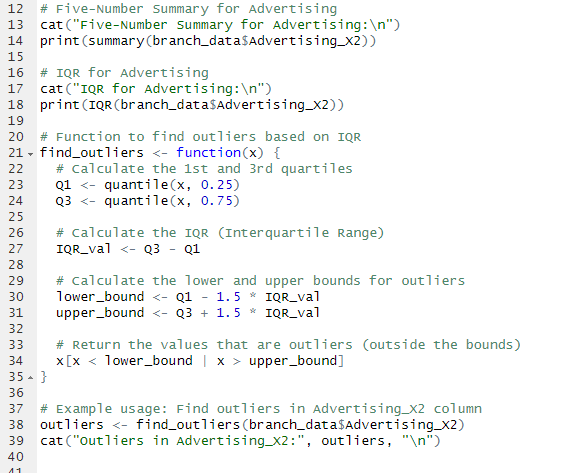 12 # Five-Number Summary for Advertising
13 cat("Five-Number Summary for Advertising:\n")
14 print(summary(branch_data$Advertising_X2))
15
16 # IQR for Advertising
17 cat("IQR for Advertising:\n")
18 print(IQR(branch_data$Advertising_X2))
19
20 # Function to find outliers based on IQR
21 find_outliers <- function(x) {
22   # Calculate the 1st and 3rd quartiles
23   Q1 <- quantile(x, 0.25)
24   Q3 <- quantile(x, 0.75)
25
26   # Calculate the IQR (Interquartile Range)
27   IQR_val <- Q3 - Q1
28
29   # Calculate the lower and upper bounds for outliers
30   lower_bound <- Q1 - 1.5 * IQR_val
31   upper_bound <- Q3 + 1.5 * IQR_val
32
33   # Return the values that are outliers (outside the bounds)
34   x[x < lower_bound | x > upper_bound]
35 }
36
37 # Example usage: Find outliers in Advertising_X2 column
38 outliers <- find_outliers(branch_data$Advertising_X2)
39 cat("Outliers in Advertising_X2:", outliers, "\n")
40
41